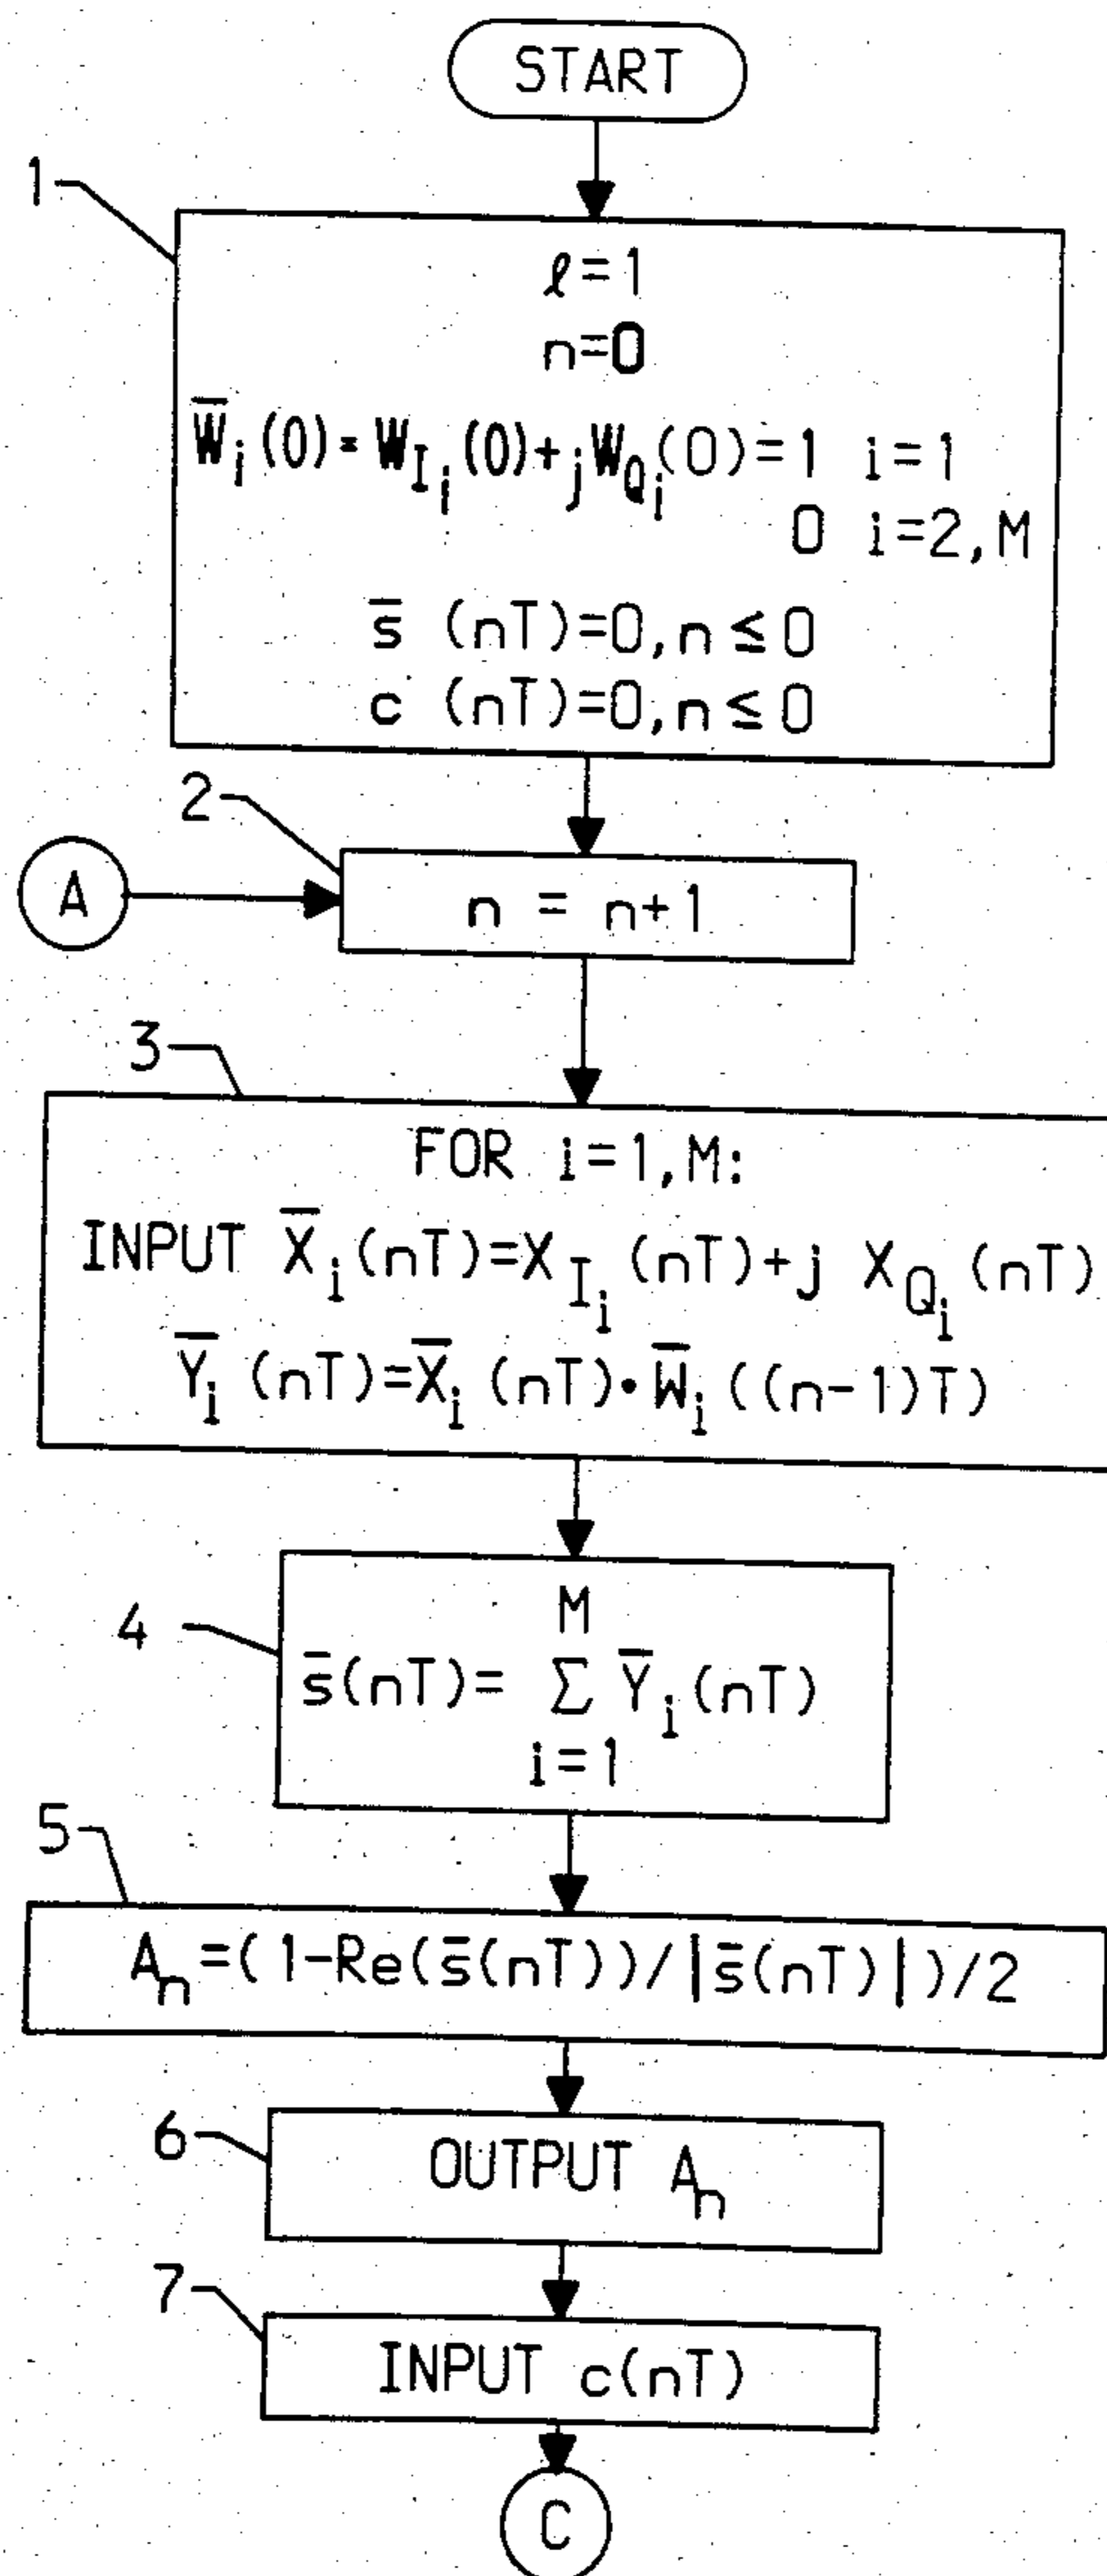 START
1
ℓ=1
n=0
W̅i(0)=WIi(0)+jWQi(0)=1 i=1
0 i=2,M
s̅ (nT)=0,n≤0
c (nT)=0,n≤0
2
A
n = n+1
3
FOR i=1,M:
INPUT X̅i(nT)=XIi(nT)+j XQi(nT)
Y̅i(nT)=X̅i(nT)•W̅i((n-1)T)
4
M
s̅(nT)= Σ Y̅i(nT)
i=1
5
An=(1-Re(s̅(nT))/|s̅(nT)|)/2
6
OUTPUT An
7
INPUT c(nT)
C